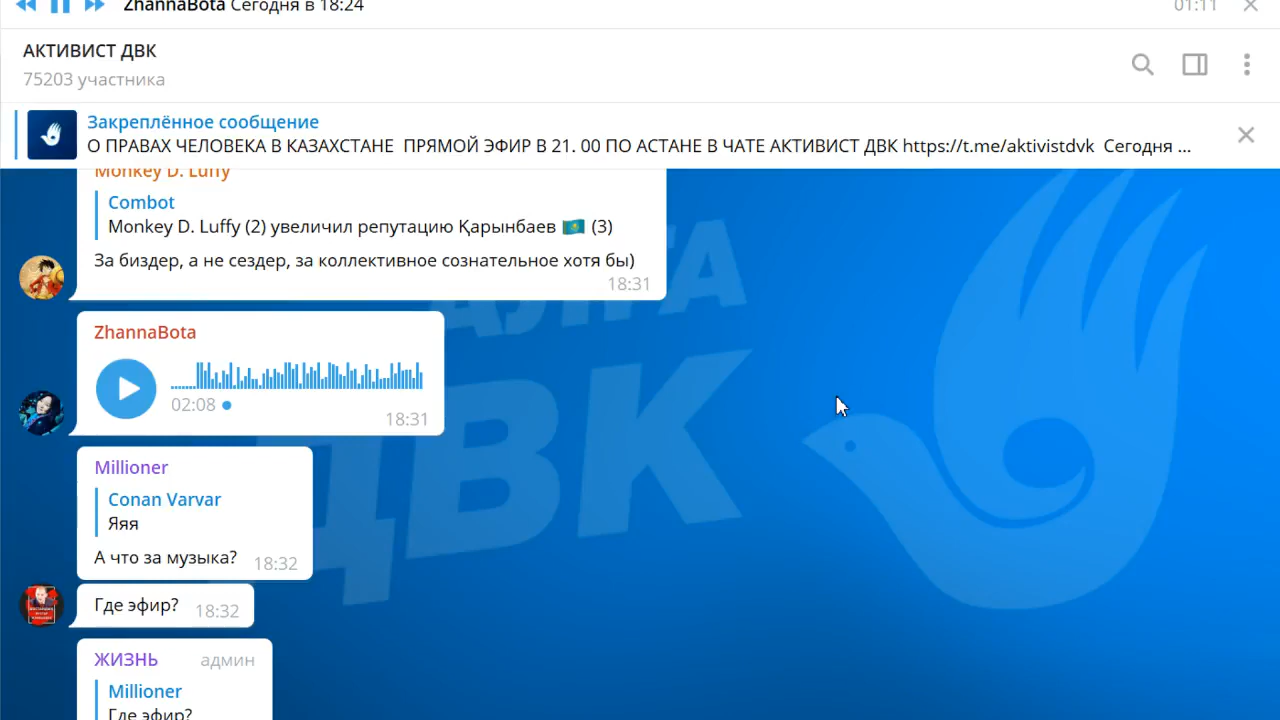 ZhannaBota Сегодня в 18:24
01:11
АКТИВИСТ ДВК
75203 участника
Закреплённое сообщение
О ПРАВАХ ЧЕЛОВЕКА В КАЗАХСТАНЕ ПРЯМОЙ ЭФИР В 21. 00 ПО АСТАНЕ В ЧАТЕ АКТИВИСТ ДВК https://t.me/aktivistdvk Сегодня ...
Monkey D. Luffy
Combot
Monkey D. Luffy (2) увеличил репутацию Қарынбаев (3)
За биздер, а не сездер, за коллективное сознательное хотя бы)
18:31
ZhannaBota
02:08
18:31
Millioner
Conan Varvar
Яяя
А что за музыка?
18:32
Где эфир?
18:32
ЖИЗНЬ
админ
Millioner
Где эфир?
АЛҒА
ДВК